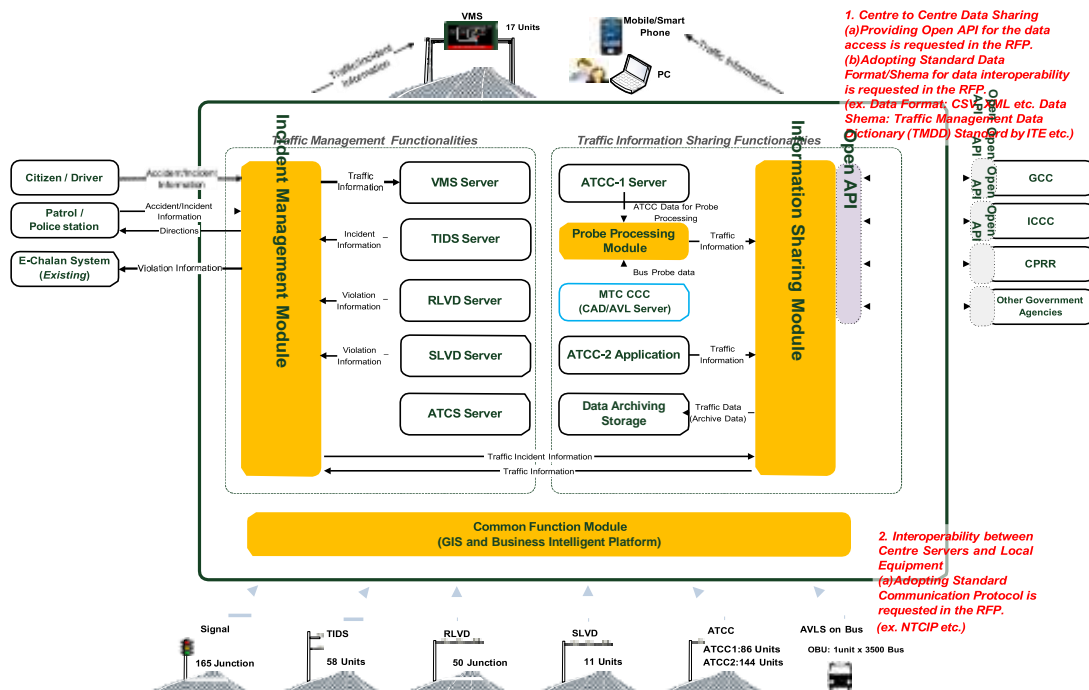 VMS
17 Units
Traffic/Incident
Information
Mobile/Smart
Phone
PC
Traffic Information
1. Centre to Centre Data Sharing
(a)Providing Open API for the data
access is requested in the RFP.
(b)Adopting Standard Data
Format/Shema for data interoperability
is requested in the RFP.
(ex. Data Format: CSV, XML etc. Data
Shema: Traffic Management Data
Dictionary (TMDD) Standard by ITE etc.)
Traffic Management Functionalities
Traffic Information Sharing Functionalities
Citizen / Driver
Accident/Incident
Information
Patrol /
Police station
Accident/Incident
Information
Directions
E-Chalan System
(Existing)
Violation Information
Incident Management Module
Traffic
Information
VMS Server
Incident
Information
TIDS Server
Violation
Information
RLVD Server
Violation
Information
SLVD Server
ATCS Server
ATCC-1 Server
ATCC Data for Probe
Processing
Probe Processing
Module
Traffic
Information
Bus Probe data
MTC CCC
(CAD/AVL Server)
ATCC-2 Application
Traffic
Information
Data Archiving
Storage
Traffic Data
(Archive Data)
Information Sharing Module
Open API
Open
API
Open
API
Open
API
Open
API
GCC
ICCC
CPRR
Other Government
Agencies
Traffic Incident Information
Traffic Information
Common Function Module
(GIS and Business Intelligent Platform)
2. Interoperability between
Centre Servers and Local
Equipment
(a)Adopting Standard
Communication Protocol is
requested in the RFP.
(ex. NTCIP etc.)
Signal
165 Junction
TIDS
58 Units
RLVD
50 Junction
SLVD
11 Units
ATCC
ATCC1:86 Units
ATCC2:144 Units
AVLS on Bus
OBU: 1unit x 3500 Bus